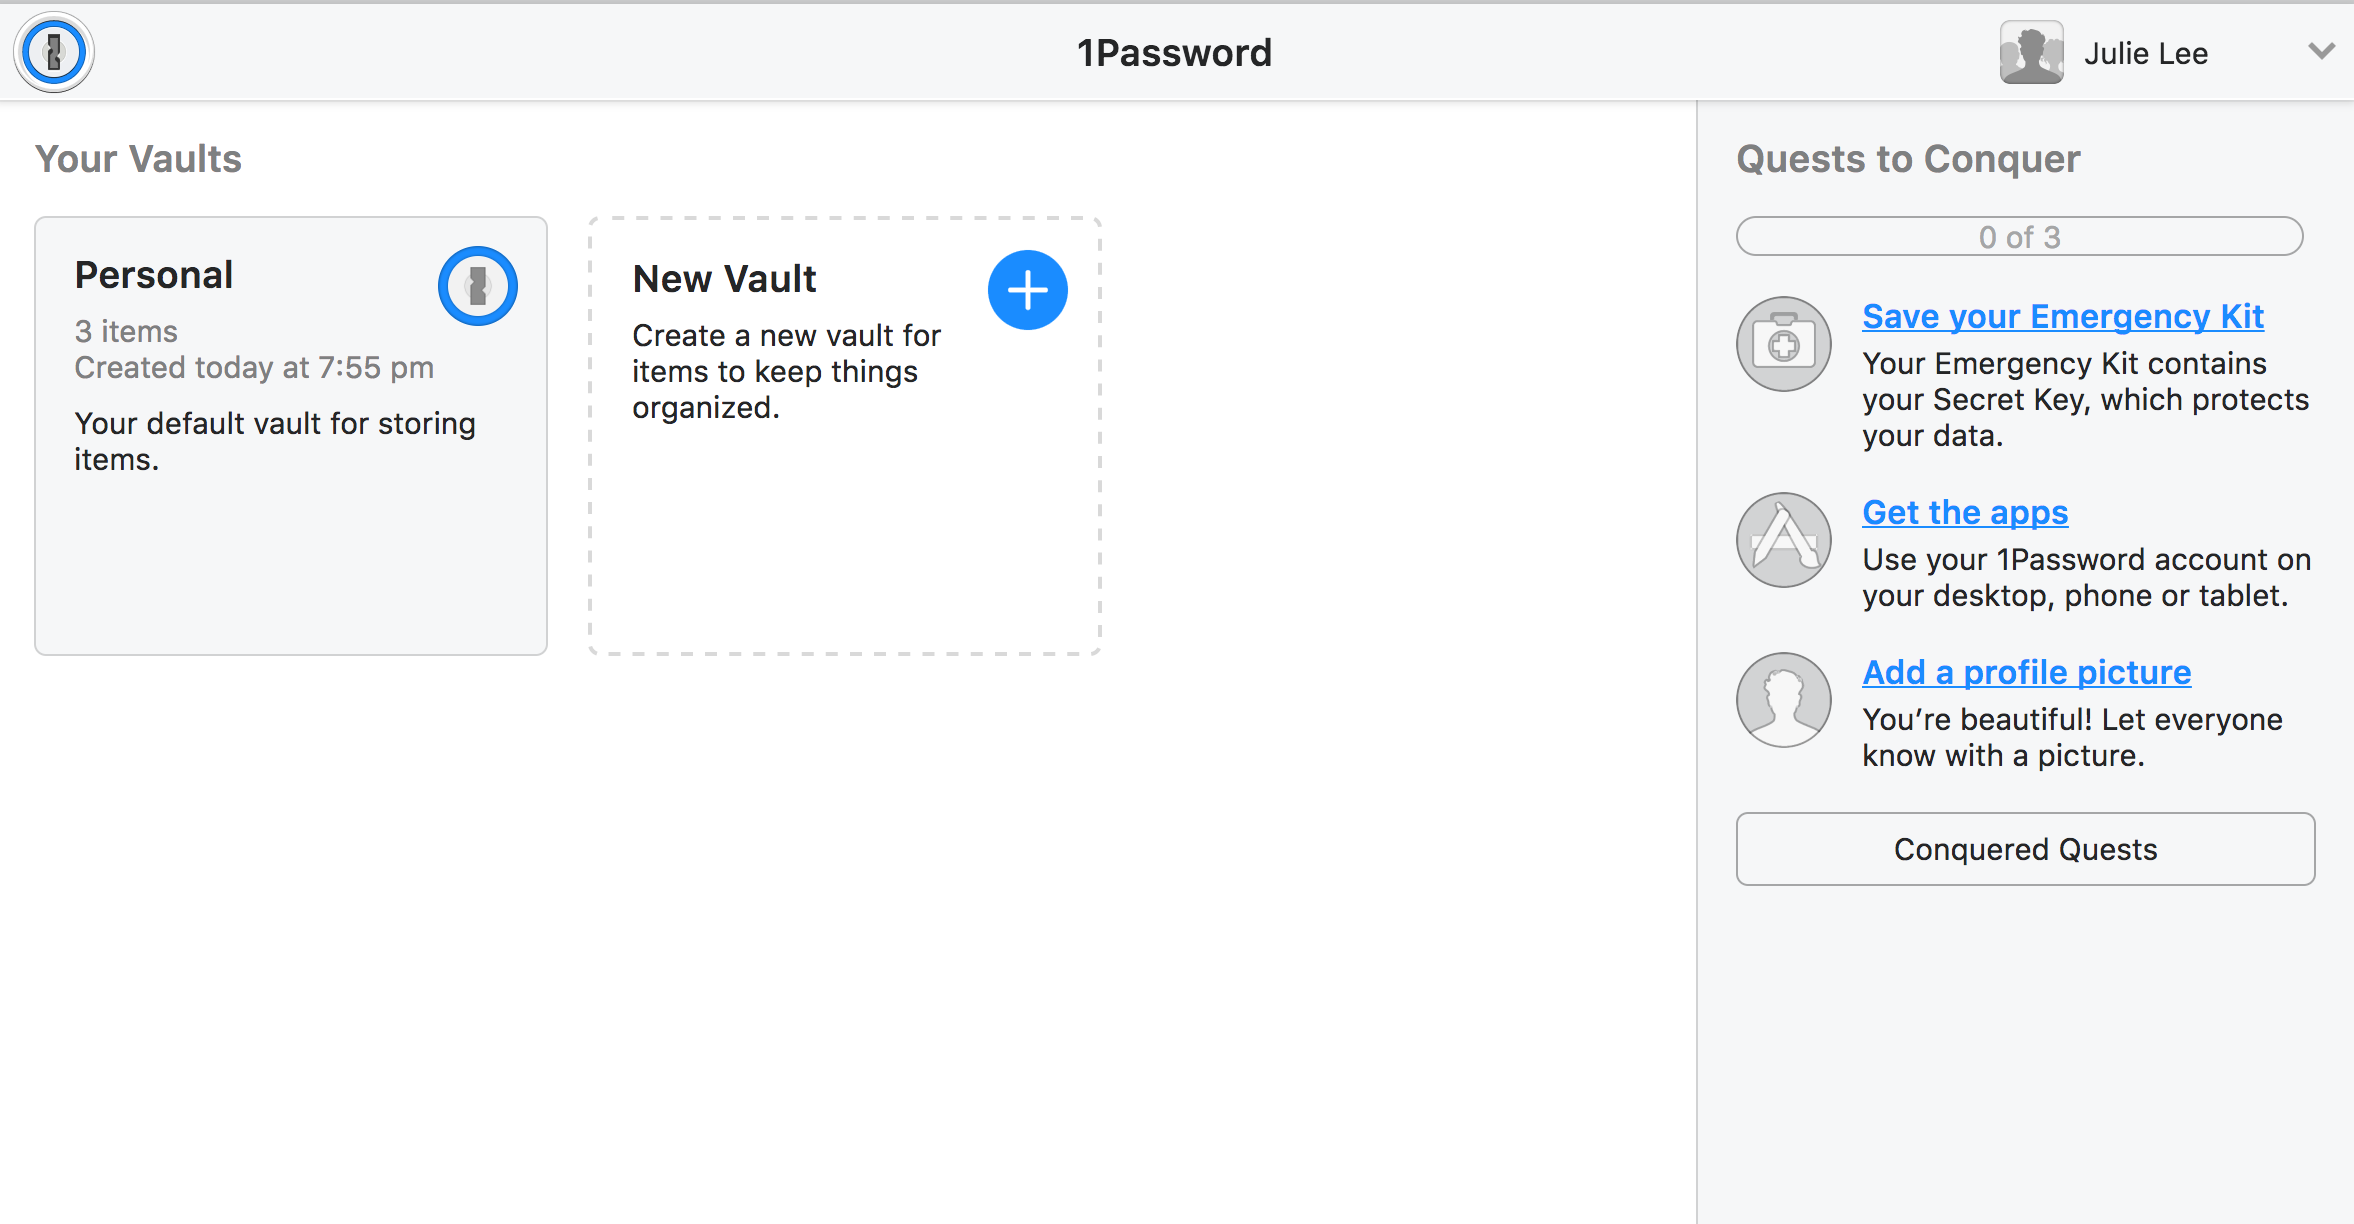 1Password
Julie Lee
Your Vaults
Personal
3 items
Created today at 7:55 pm
Your default vault for storing
items.
New Vault
Create a new vault for
items to keep things
organized.
Quests to Conquer
0 of 3
Save your Emergency Kit
Your Emergency Kit contains
your Secret Key, which protects
your data.
Get the apps
Use your 1Password account on
your desktop, phone or tablet.
Add a profile picture
You’re beautiful! Let everyone
know with a picture.
Conquered Quests